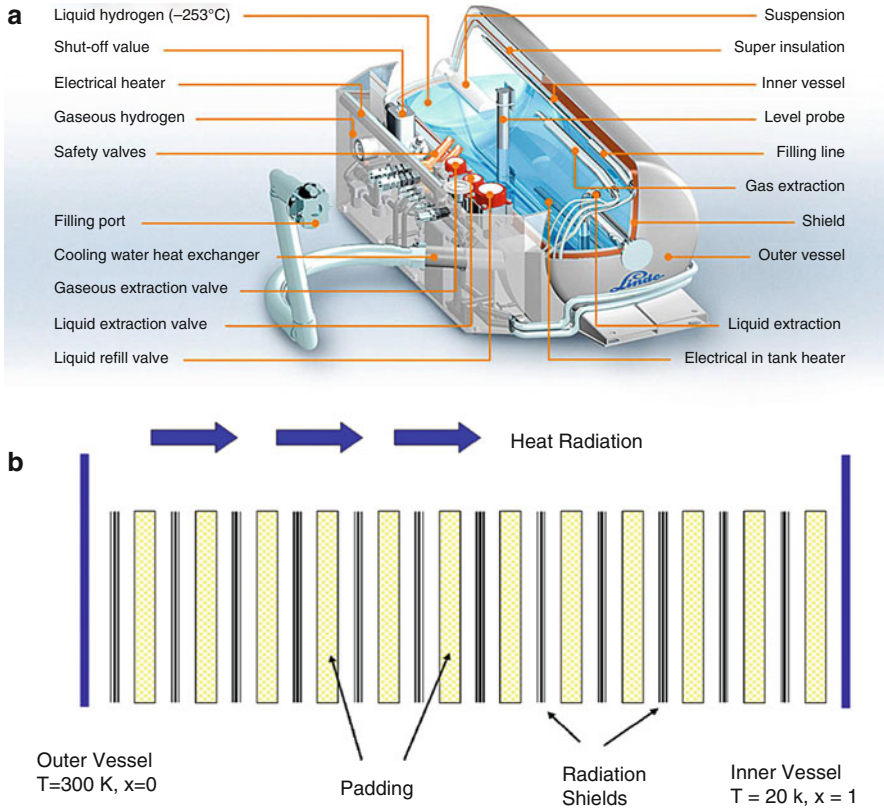 a
Liquid hydrogen (–253°C)
Shut-off value
Electrical heater
Gaseous hydrogen
Safety valves
Filling port
Cooling water heat exchanger
Gaseous extraction valve
Liquid extraction valve
Liquid refill valve
Suspension
Super insulation
Inner vessel
Level probe
Filling line
Gas extraction
Shield
Outer vessel
Liquid extraction
Electrical in tank heater
Linde
b
Heat Radiation
Outer Vessel
T=300 K, x=0
Padding
Radiation
Shields
Inner Vessel
T = 20 k, x = 1